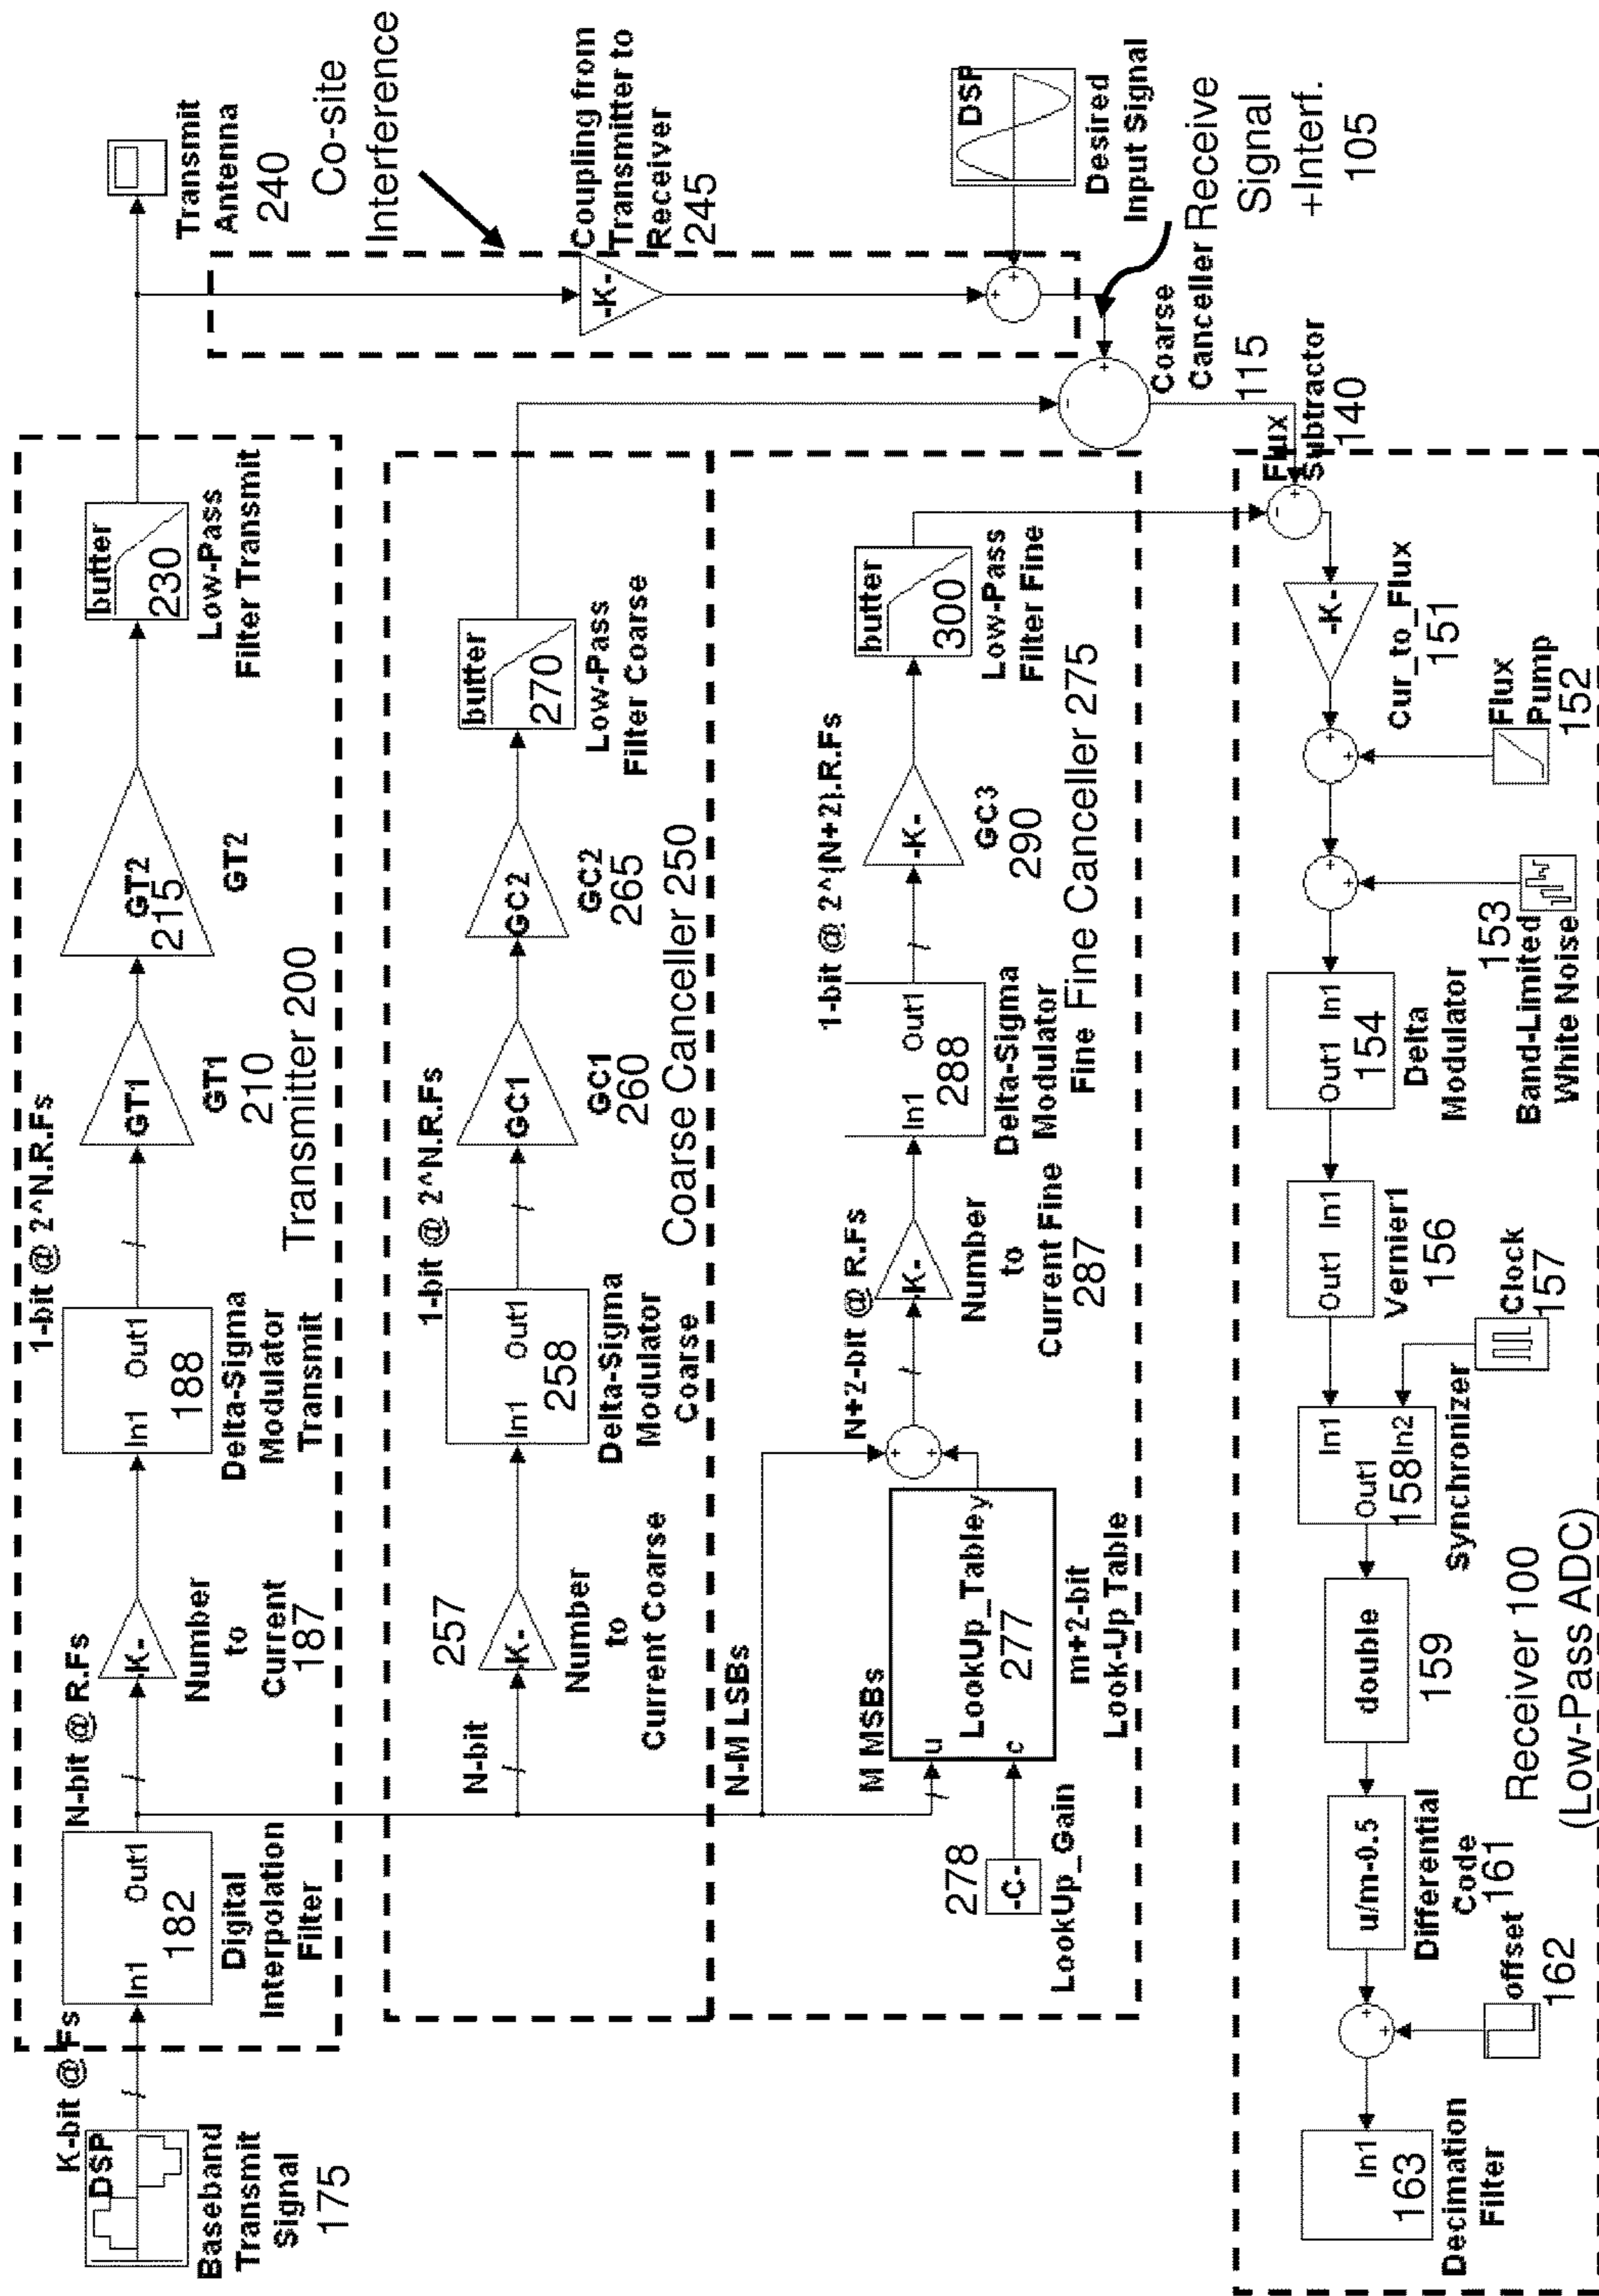 K-bit @ Fs
DSP
Baseband
Transmit
Signal
175
In1 Out1
182
Digital
Interpolation
Filter
N-bit @ R.Fs
-K-
Number
to
Current
187
In1 Out1
188
Delta-Sigma
Modulator
Transmit
1-bit @ 2^N.R.Fs
GT1
GT1
210
Transmitter 200
GT2
215
GT2
butter
230
Low-Pass
Filter Transmit
Transmit
Antenna
240
Co-site
Interference
-K-
Coupling from
Transmitter to
Receiver
245
DSP
Desired
Input Signal
Receive
Signal
+Interf.
105
N-bit
257
-K-
Number
to
Current Coarse
In1 Out1
258
Delta-Sigma
Modulator
Coarse
1-bit @ 2^N.R.Fs
GC1
GC1
260
GC2
GC2
265
Coarse Canceller 250
butter
270
Low-Pass
Filter Coarse
Coarse
Canceller
115
N-M LSBs
M MSBs
278
-C-
LookUp_Gain
u
c
LookUp_Table
y
277
m+2-bit
Look-Up Table
N+2-bit @ R.Fs
-K-
Number
to
Current Fine
287
In1 Out1
288
Delta-Sigma
Modulator
Fine
1-bit @ 2^(N+2).R.Fs
-K-
GC3
290
Fine Canceller 275
butter
300
Low-Pass
Filter Fine
Flux
Subtractor
140
-K-
Cur_to_Flux
151
Flux
Pump
152
153
Band-Limited
White Noise
Out1 In1
154
Delta
Modulator
Out1 In1
Vernier1
156
Clock
157
In1
Out1
158
In2
Synchronizer
double
159
u/m-0.5
Differential
Code
161
offset
162
In1
163
Decimation
Filter
Receiver 100
(Low-Pass ADC)